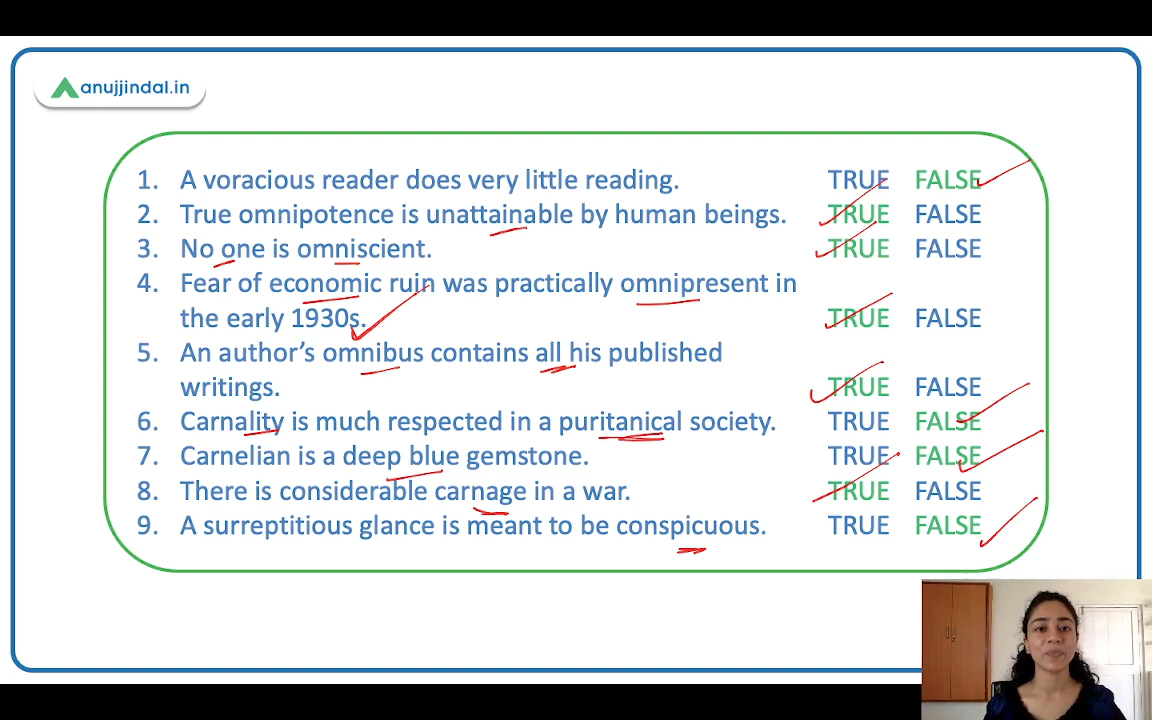 anujjindal.in
1. A voracious reader does very little reading. TRUE FALSE
2. True omnipotence is unattainable by human beings. TRUE FALSE
3. No one is omniscient. TRUE FALSE
4. Fear of economic ruin was practically omnipresent in
the early 1930s. TRUE FALSE
5. An author's omnibus contains all his published
writings. TRUE FALSE
6. Carnality is much respected in a puritanical society. TRUE FALSE
7. Carnelian is a deep blue gemstone. TRUE FALSE
8. There is considerable carnage in a war. TRUE FALSE
9. A surreptitious glance is meant to be conspicuous. TRUE FALSE